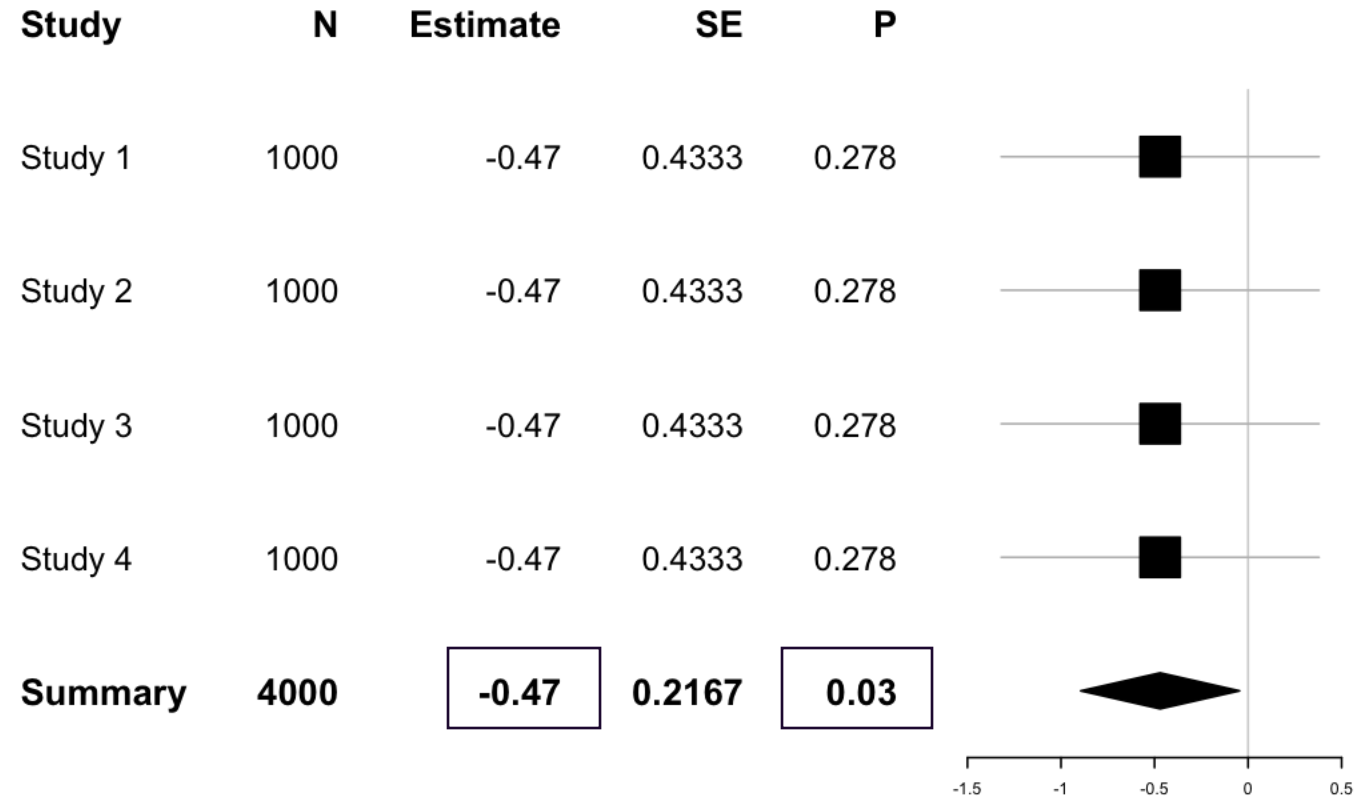 Study N Estimate SE P
Study 1 1000 -0.47 0.4333 0.278
Study 2 1000 -0.47 0.4333 0.278
Study 3 1000 -0.47 0.4333 0.278
Study 4 1000 -0.47 0.4333 0.278
Summary 4000 -0.47 0.2167 0.03
-1.5 -1 -0.5 0 0.5